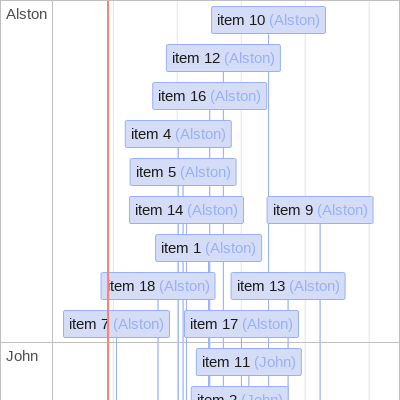 Alston
item 10 (Alston)
item 12 (Alston)
item 16 (Alston)
item 4 (Alston)
item 5 (Alston)
item 14 (Alston)
item 9 (Alston)
item 1 (Alston)
item 18 (Alston)
item 13 (Alston)
item 7 (Alston)
item 17 (Alston)
John
item 11 (John)
item 2 (John)